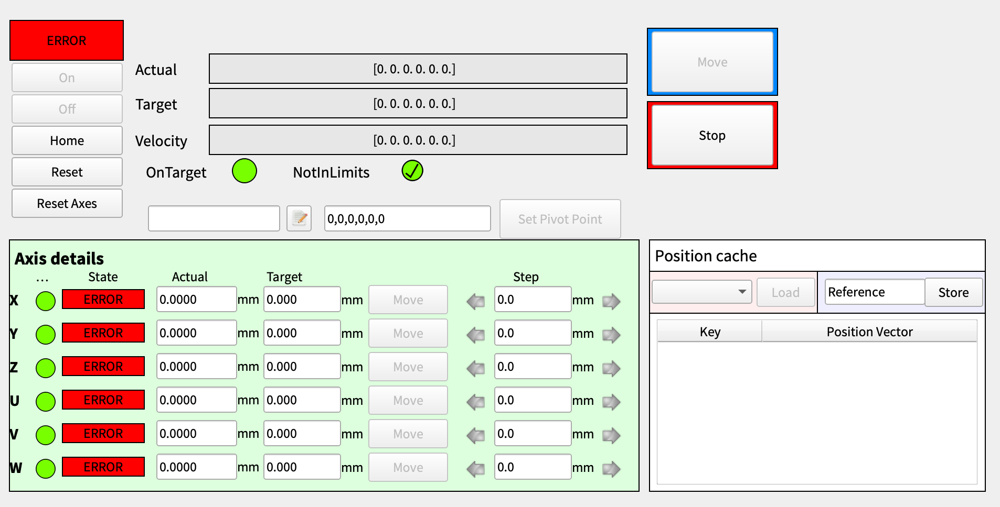 ERROR
On
Off
Home
Reset
Reset Axes
Actual [0. 0. 0. 0. 0. 0.]
Target [0. 0. 0. 0. 0. 0.]
Velocity [0. 0. 0. 0. 0. 0.]
OnTarget NotInLimits
Move
Stop
0,0,0,0,0,0 Set Pivot Point
Axis details
... State Actual Target Step
X ERROR 0.0000 mm 0.000 mm Move 0.0 mm
Y ERROR 0.0000 mm 0.000 mm Move 0.0 mm
Z ERROR 0.0000 mm 0.000 mm Move 0.0 mm
U ERROR 0.0000 mm 0.000 mm Move 0.0 mm
V ERROR 0.0000 mm 0.000 mm Move 0.0 mm
W ERROR 0.0000 mm 0.000 mm Move 0.0 mm
Position cache
Load Reference Store
Key Position Vector